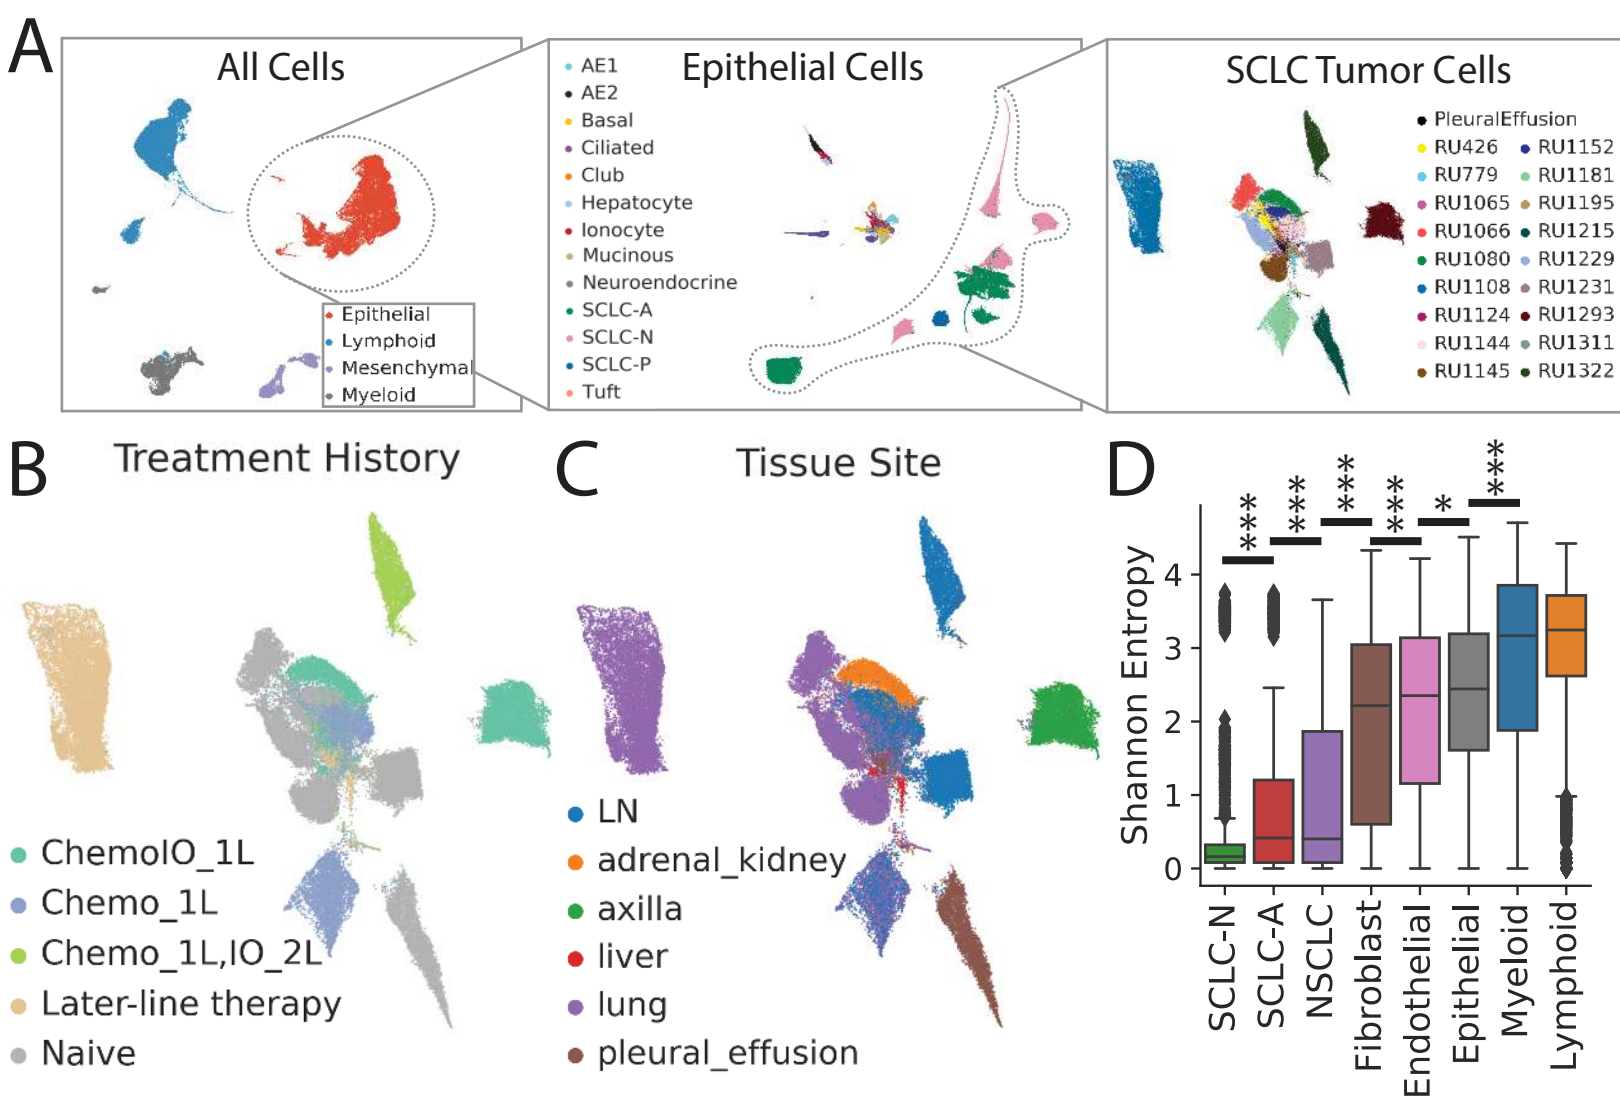 A
All Cells
Epithelial
Lymphoid
Mesenchymal
Myeloid
Epithelial Cells
AE1
AE2
Basal
Ciliated
Club
Hepatocyte
Ionocyte
Mucinous
Neuroendocrine
SCLC-A
SCLC-N
SCLC-P
Tuft
SCLC Tumor Cells
PleuralEffusion
RU426 RU1152
RU779 RU1181
RU1065 RU1195
RU1066 RU1215
RU1080 RU1229
RU1108 RU1231
RU1124 RU1293
RU1144 RU1311
RU1145 RU1322
B
Treatment History
ChemoIO_1L
Chemo_1L
Chemo_1L,IO_2L
Later-line therapy
Naive
C
Tissue Site
LN
adrenal_kidney
axilla
liver
lung
pleural_effusion
D
***
***
***
***
*
***
Shannon Entropy
4
3
2
1
0
SCLC-N
SCLC-A
NSCLC
Fibroblast
Endothelial
Epithelial
Myeloid
Lymphoid